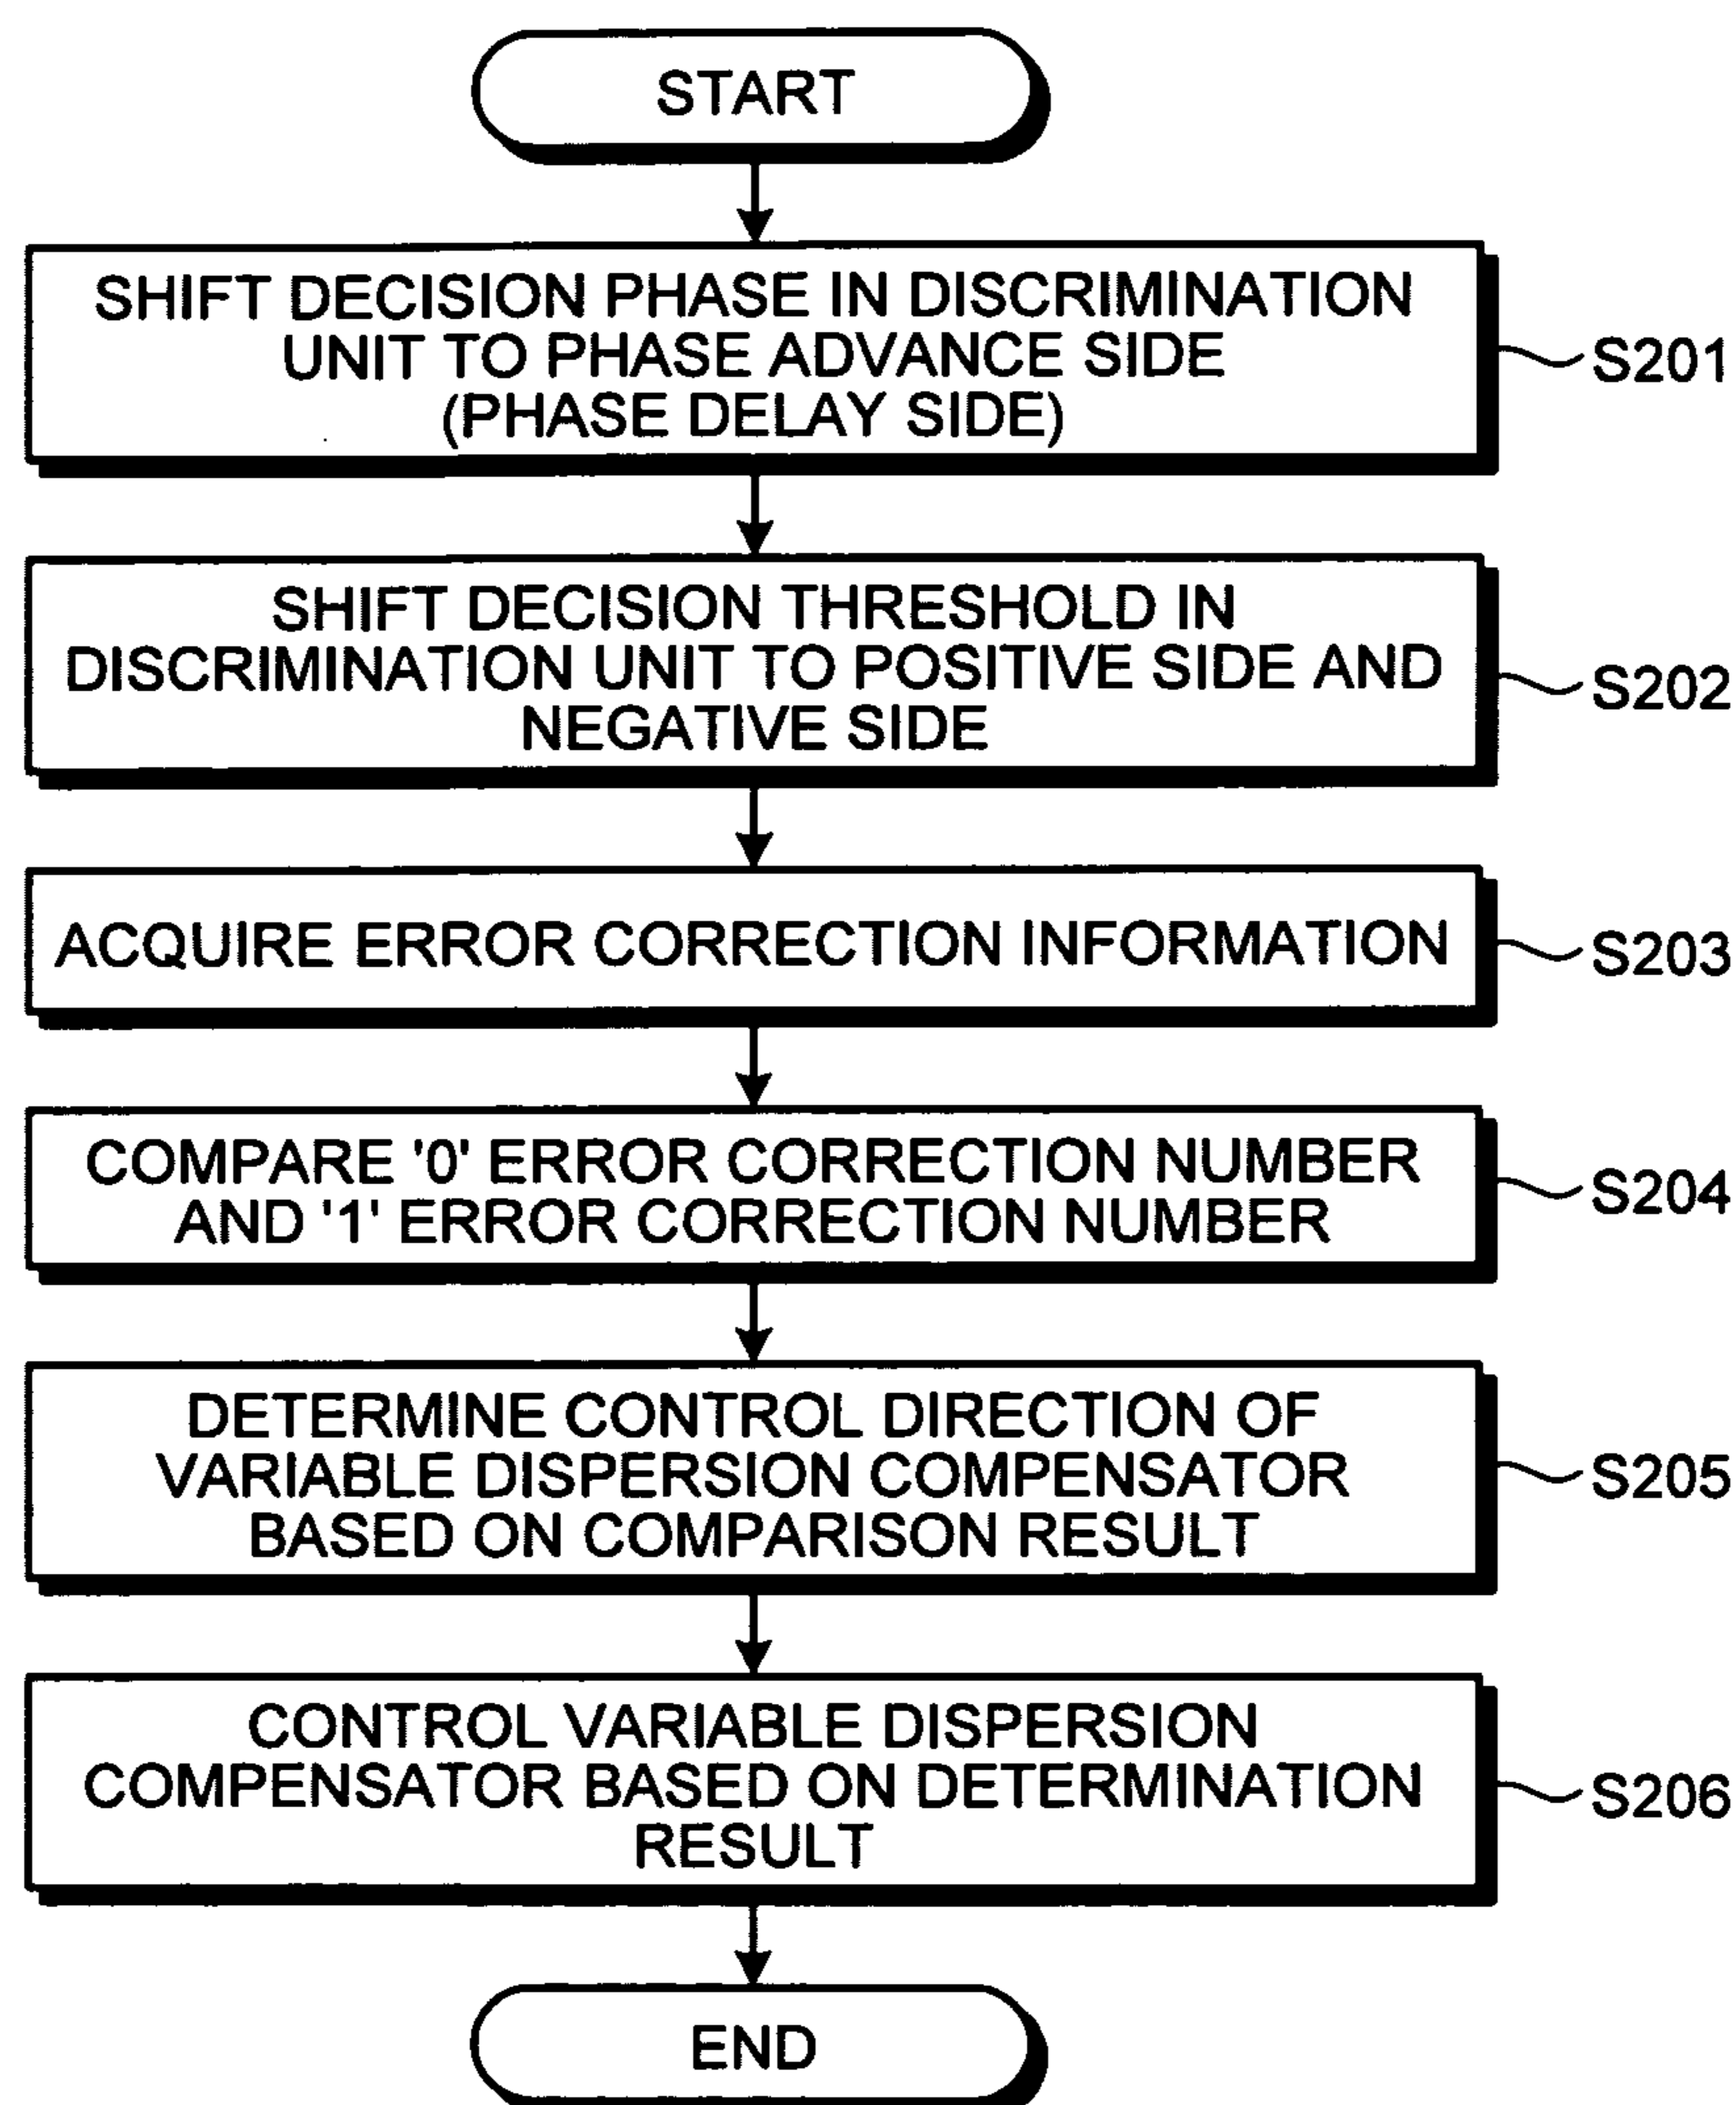 START
SHIFT DECISION PHASE IN DISCRIMINATION
UNIT TO PHASE ADVANCE SIDE
(PHASE DELAY SIDE)
S201
SHIFT DECISION THRESHOLD IN
DISCRIMINATION UNIT TO POSITIVE SIDE AND
NEGATIVE SIDE
S202
ACQUIRE ERROR CORRECTION INFORMATION
S203
COMPARE '0' ERROR CORRECTION NUMBER
AND '1' ERROR CORRECTION NUMBER
S204
DETERMINE CONTROL DIRECTION OF
VARIABLE DISPERSION COMPENSATOR
BASED ON COMPARISON RESULT
S205
CONTROL VARIABLE DISPERSION
COMPENSATOR BASED ON DETERMINATION
RESULT
S206
END